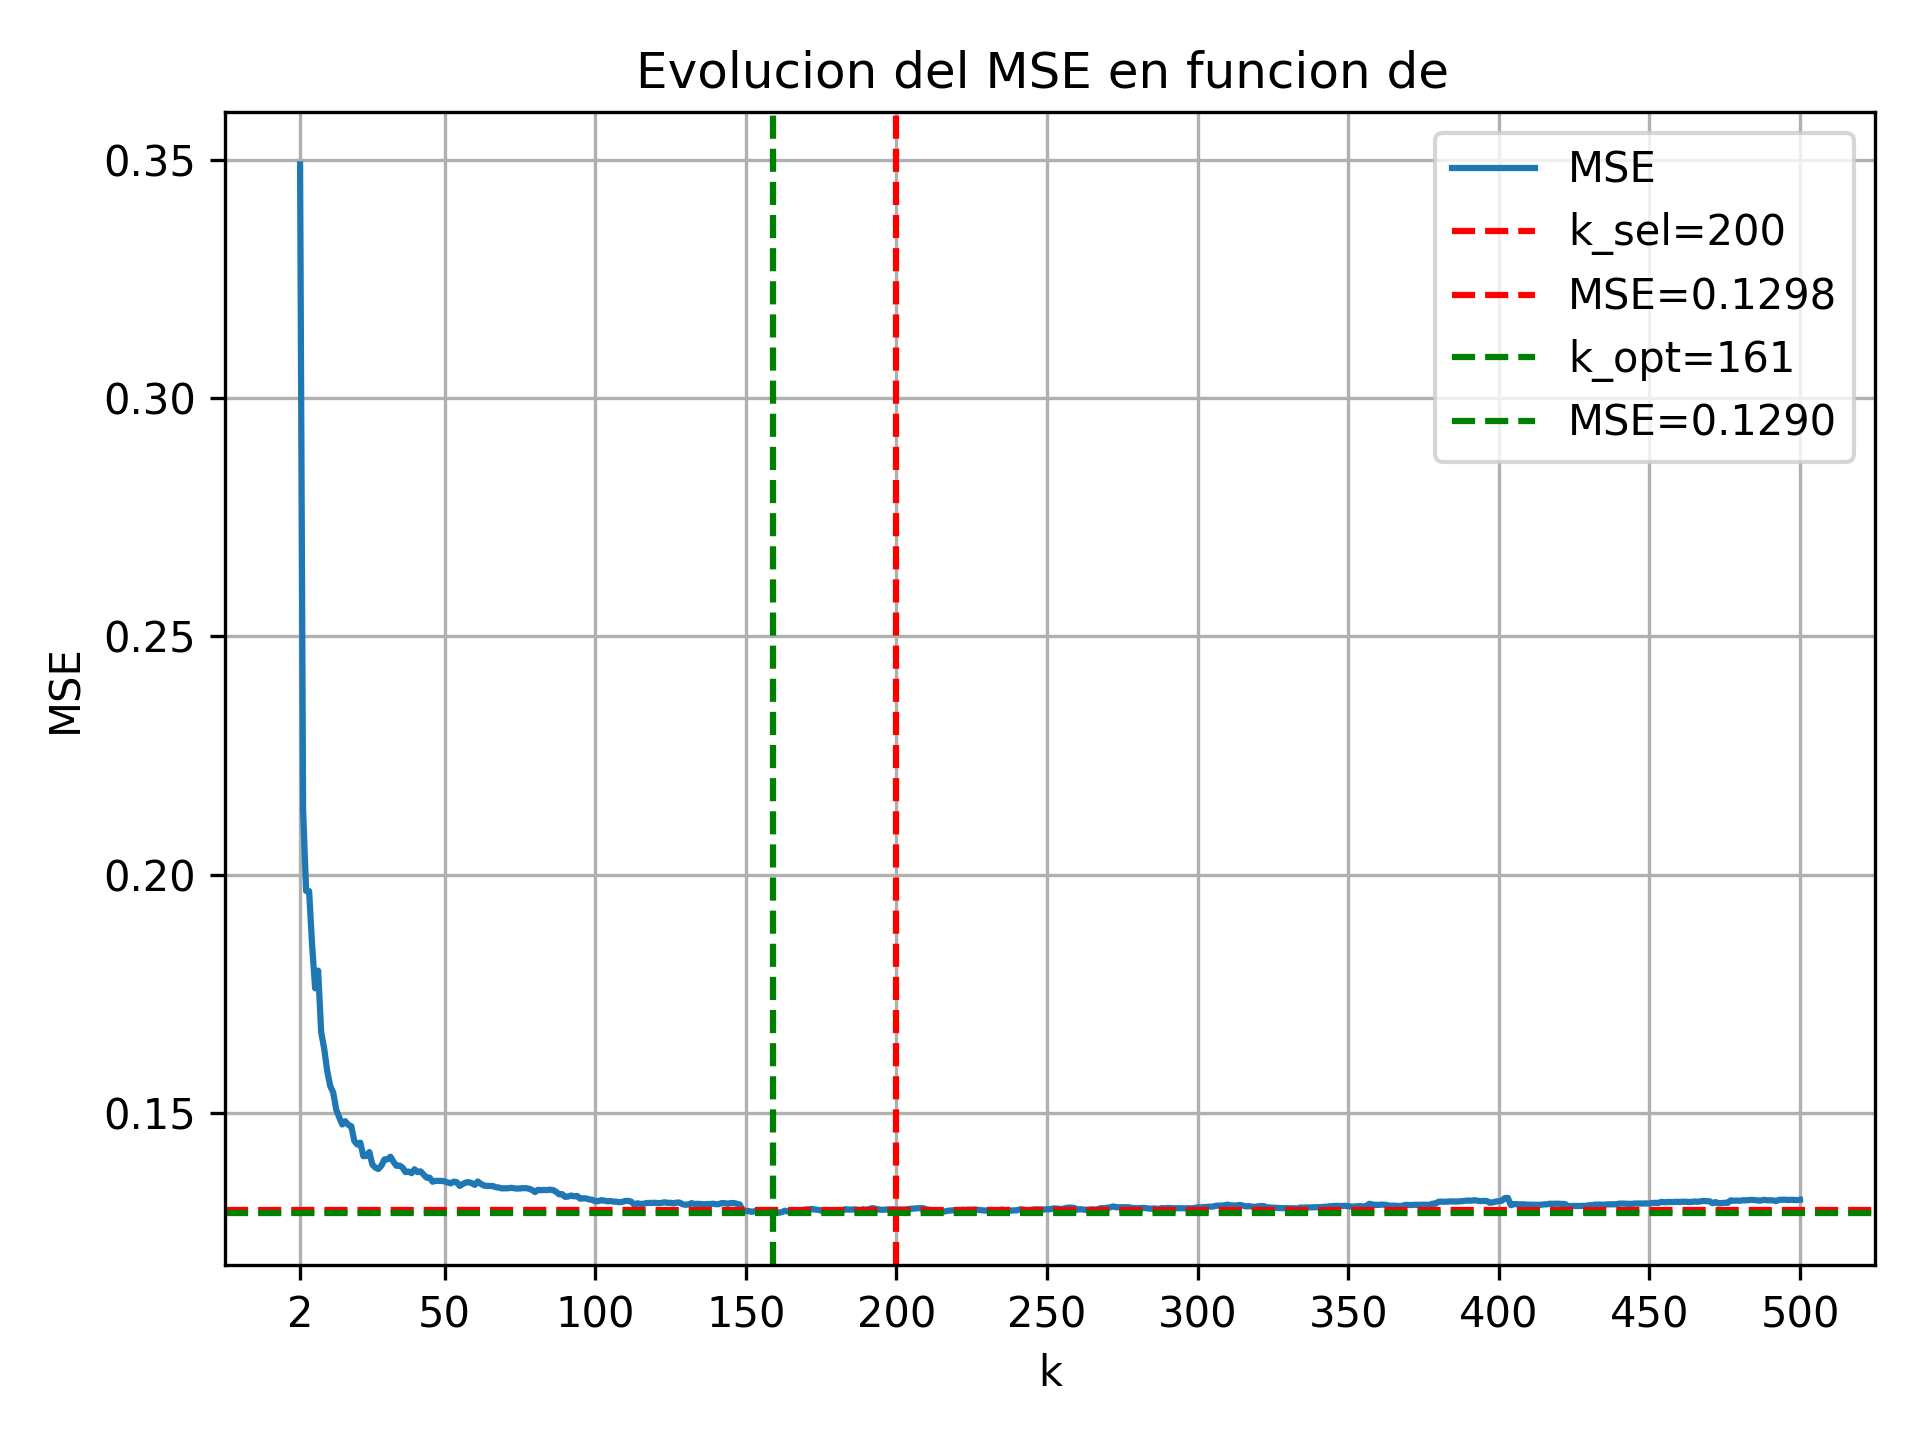 Evolucion del MSE en funcion de
MSE
k_sel=200
MSE=0.1298
k_opt=161
MSE=0.1290
0.35
0.30
0.25
0.20
0.15
MSE
2 50 100 150 200 250 300 350 400 450 500
k